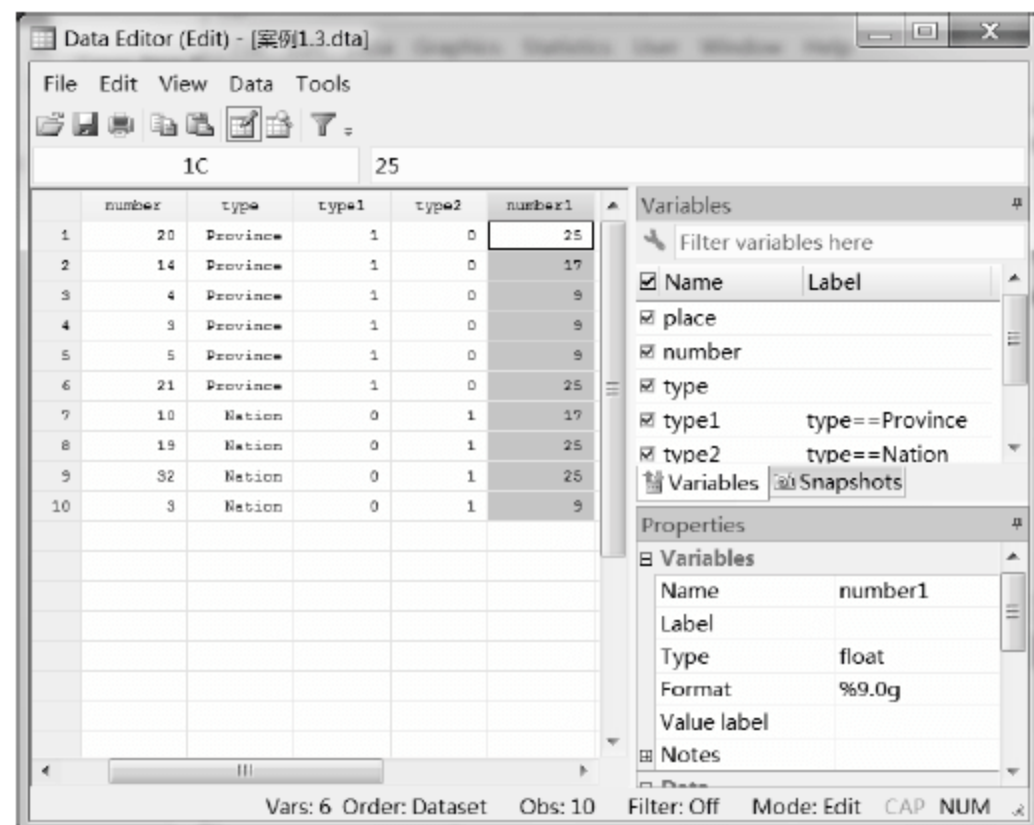 Data Editor (Edit) - [案例1.3.dta]
File Edit View Data Tools
1C 25
number type type1 type2 number1
1 20 Province 1 0 25
2 14 Province 1 0 17
3 4 Province 1 0 9
4 3 Province 1 0 9
5 5 Province 1 0 9
6 21 Province 1 0 25
7 10 Nation 0 1 17
8 19 Nation 0 1 25
9 32 Nation 0 1 25
10 3 Nation 0 1 9
Variables
Filter variables here
Name Label
place
number
type
type1 type==Province
type2 type==Nation
Variables Snapshots
Properties
Variables
Name number1
Label
Type float
Format %9.0g
Value label
Notes
Data
Vars: 6 Order: Dataset Obs: 10 Filter: Off Mode: Edit CAP NUM